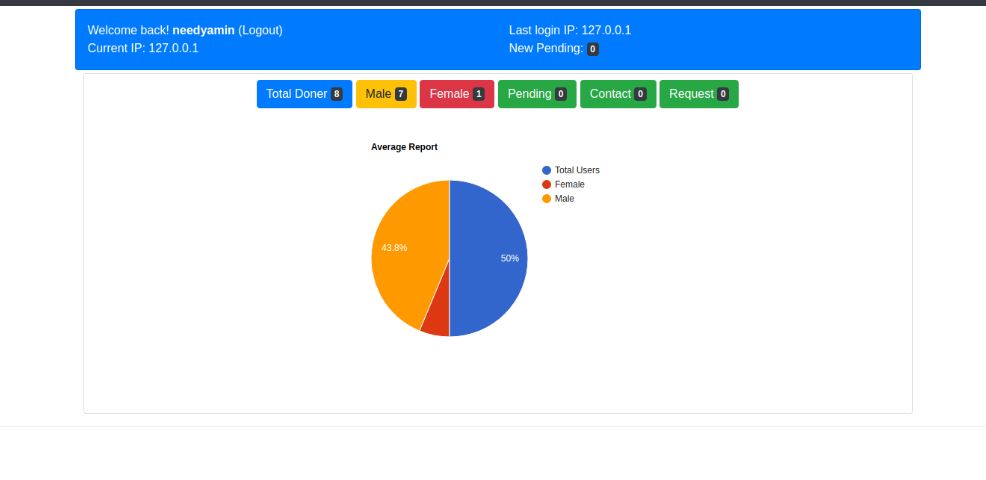 Welcome back! needyamin (Logout)
Last login IP: 127.0.0.1
Current IP: 127.0.0.1
New Pending: 0
Total Doner 8 Male 7 Female 1 Pending 0 Contact 0 Request 0
Average Report
Total Users
Female
Male
43.8%
50%